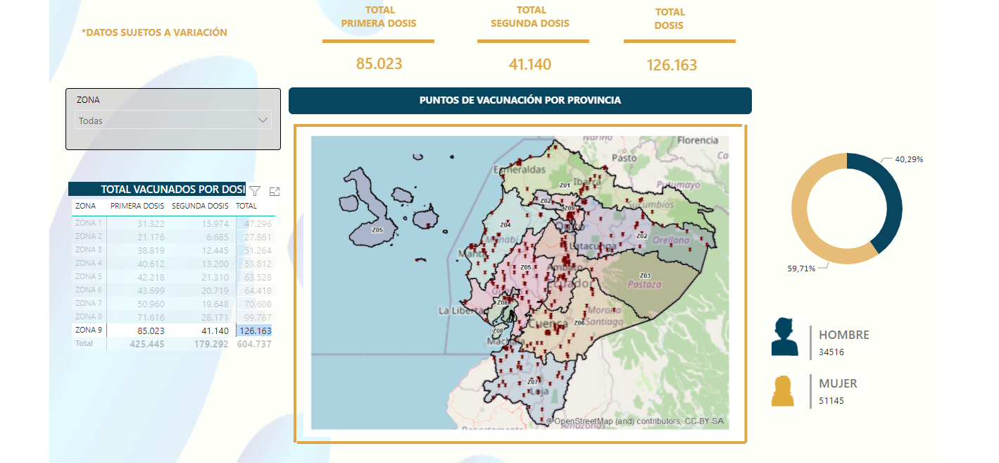 TOTAL
PRIMERA DOSIS
85.023
TOTAL
SEGUNDA DOSIS
41.140
TOTAL
DOSIS
126.163
*DATOS SUJETOS A VARIACIÓN
ZONA
Todas
TOTAL VACUNADOS POR DOSI
ZONA PRIMERA DOSIS SEGUNDA DOSIS TOTAL
ZONA 1 31.322 15.974 47.296
ZONA 2 21.176 6.685 27.861
ZONA 3 38.819 12.445 51.264
ZONA 4 40.612 13.200 53.812
ZONA 5 42.218 21.310 63.528
ZONA 6 43.699 20.719 64.418
ZONA 7 50.960 19.648 70.608
ZONA 8 71.616 28.171 99.787
ZONA 9 85.023 41.140 126.163
Total 425.445 179.292 604.737
PUNTOS DE VACUNACIÓN POR PROVINCIA
Nariño
Florencia
Pasto
Esmeraldas
Z01
Ibarra
Putumayo
Z02
Sucumbíos
Z09
Z04
Quito
Z05
Manabí
Z02
Orellana
Latacunga
Manta
Z05
Ambato
Z03
Ecuador
Pastaza
Z08
La Libertad
Morona
Santiago
Z06
Cuenca
Z08
Machala
Z07
Loja
© OpenStreetMap (and) contributors, CC-BY-SA
Amazonas
Departamento
40,29%
59,71%
HOMBRE
34516
MUJER
51145